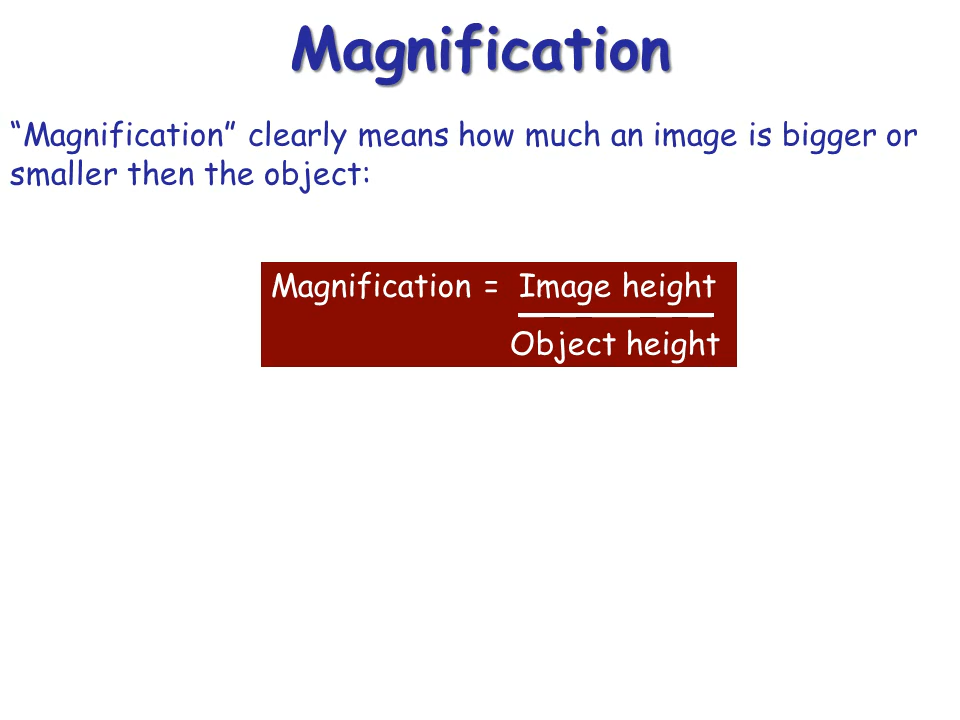 Magnification
“Magnification” clearly means how much an image is bigger or
smaller then the object:
Magnification = Image height
Object height